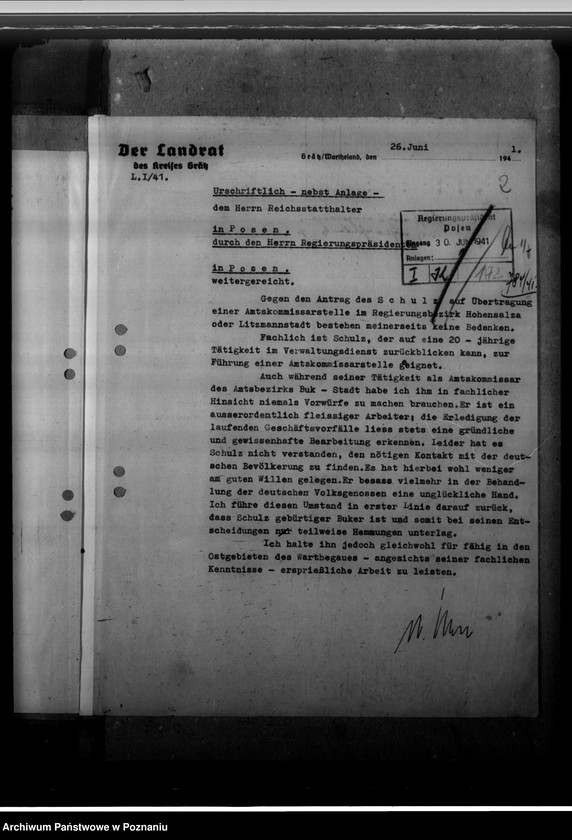 Der Landrat
des Kreises Grätz
L.I/41.
Grätz/Wartheland, den 26.Juni 194 1.
2
Urschriftlich - nebst Anlage -
dem Herrn Reichsstatthalter
in Posen,
durch den Herrn Regierungspräsidenten
in Posen,
weitergereicht.
Regierungspräsident
Posen
Eingang 30. JUNI 1941
Anlagen:
I
Gegen den Antrag des Schulz auf Übertragung
einer Amtskommissarstelle im Regierungsbezirk Hohensalza
oder Litzmannstadt bestehen meinerseits keine Bedenken.
Fachlich ist Schulz, der auf eine 20 - jährige
Tätigkeit im Verwaltungsdienst zurückblicken kann, zur
Führung einer Amtskommissarstelle geeignet.
Auch während seiner Tätigkeit als Amtskommissar
des Amtsbezirks Buk - Stadt habe ich ihm in fachlicher
Hinsicht niemals Vorwürfe zu machen brauchen.Er ist ein
ausserordentlich fleissiger Arbeiter; die Erledigung der
laufenden Geschäftsvorfälle liess stets eine gründliche
und gewissenhafte Bearbeitung erkennen. Leider hat es
Schulz nicht verstanden, den nötigen Kontakt mit der deut-
schen Bevölkerung zu finden.Es hat hierbei wohl weniger
am guten Willen gelegen.Er besass vielmehr in der Behand-
lung der deutschen Volksgenossen eine unglückliche Hand.
Ich führe diesen Umstand in erster Linie darauf zurück,
dass Schulz gebürtiger Buker ist und somit bei seinen Ent-
scheidungen teilweise Hemmungen unterlag.
Ich halte ihn jedoch gleichwohl für fähig in den
Ostgebieten des Warthegaues - angesichts seiner fachlichen
Kenntnisse - ersprießliche Arbeit zu leisten.
Archiwum Państwowe w Poznaniu